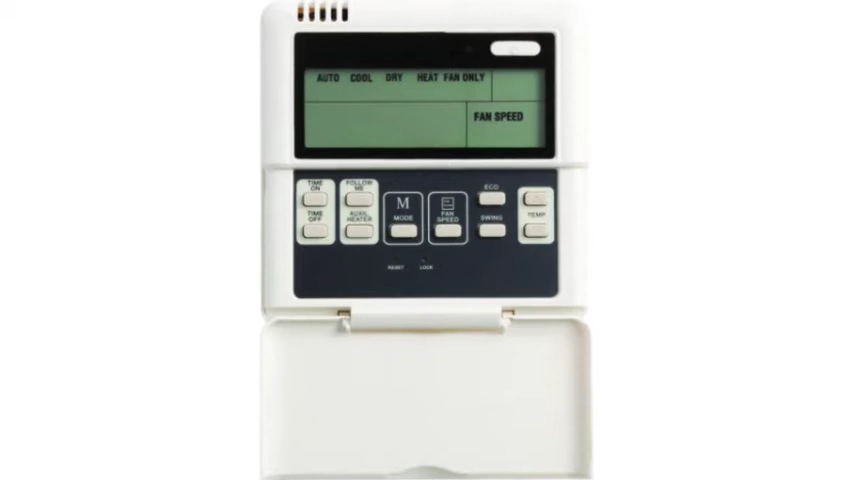 AUTO COOL DRY HEAT FAN ONLY
FAN SPEED
TIME
ON
FOLLOW
ME
ECO
M
MODE
FAN
SPEED
TIME
OFF
AUXIL
HEATER
SWING
TEMP
RESET
LOCK